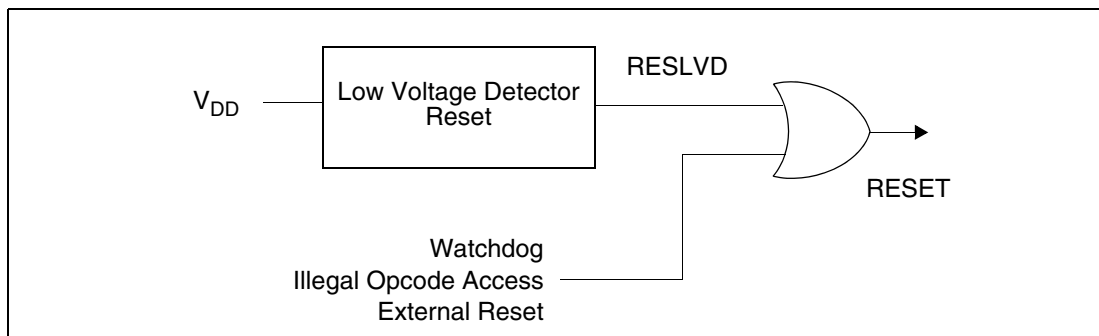 V_DD
Low Voltage Detector
Reset
RESLVD
RESET
Watchdog
Illegal Opcode Access
External Reset